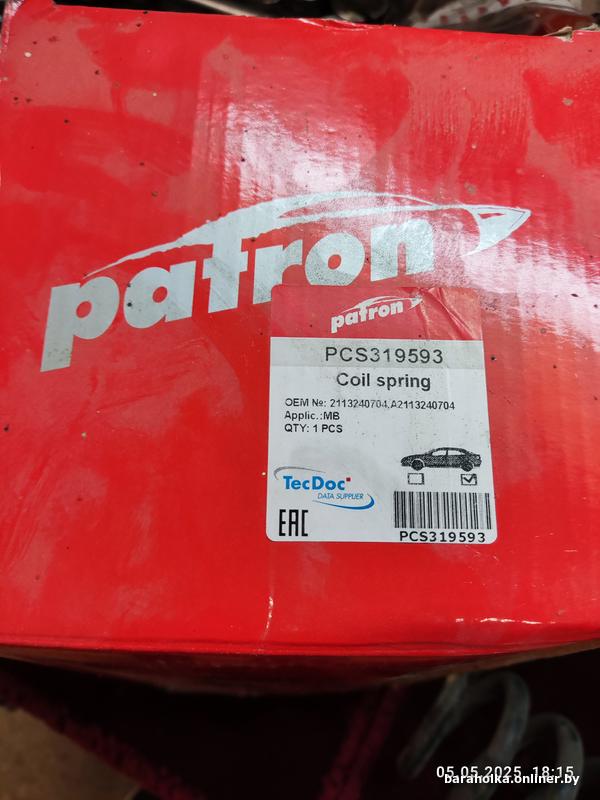 patron
patron
PCS319593
Coil spring
OEM №: 2113240704,A2113240704
Applic.:MB
QTY: 1 PCS
TecDoc
DATA SUPPLIER
EAC
PCS319593
05.05.2025 18:15
baraholka.onliner.by